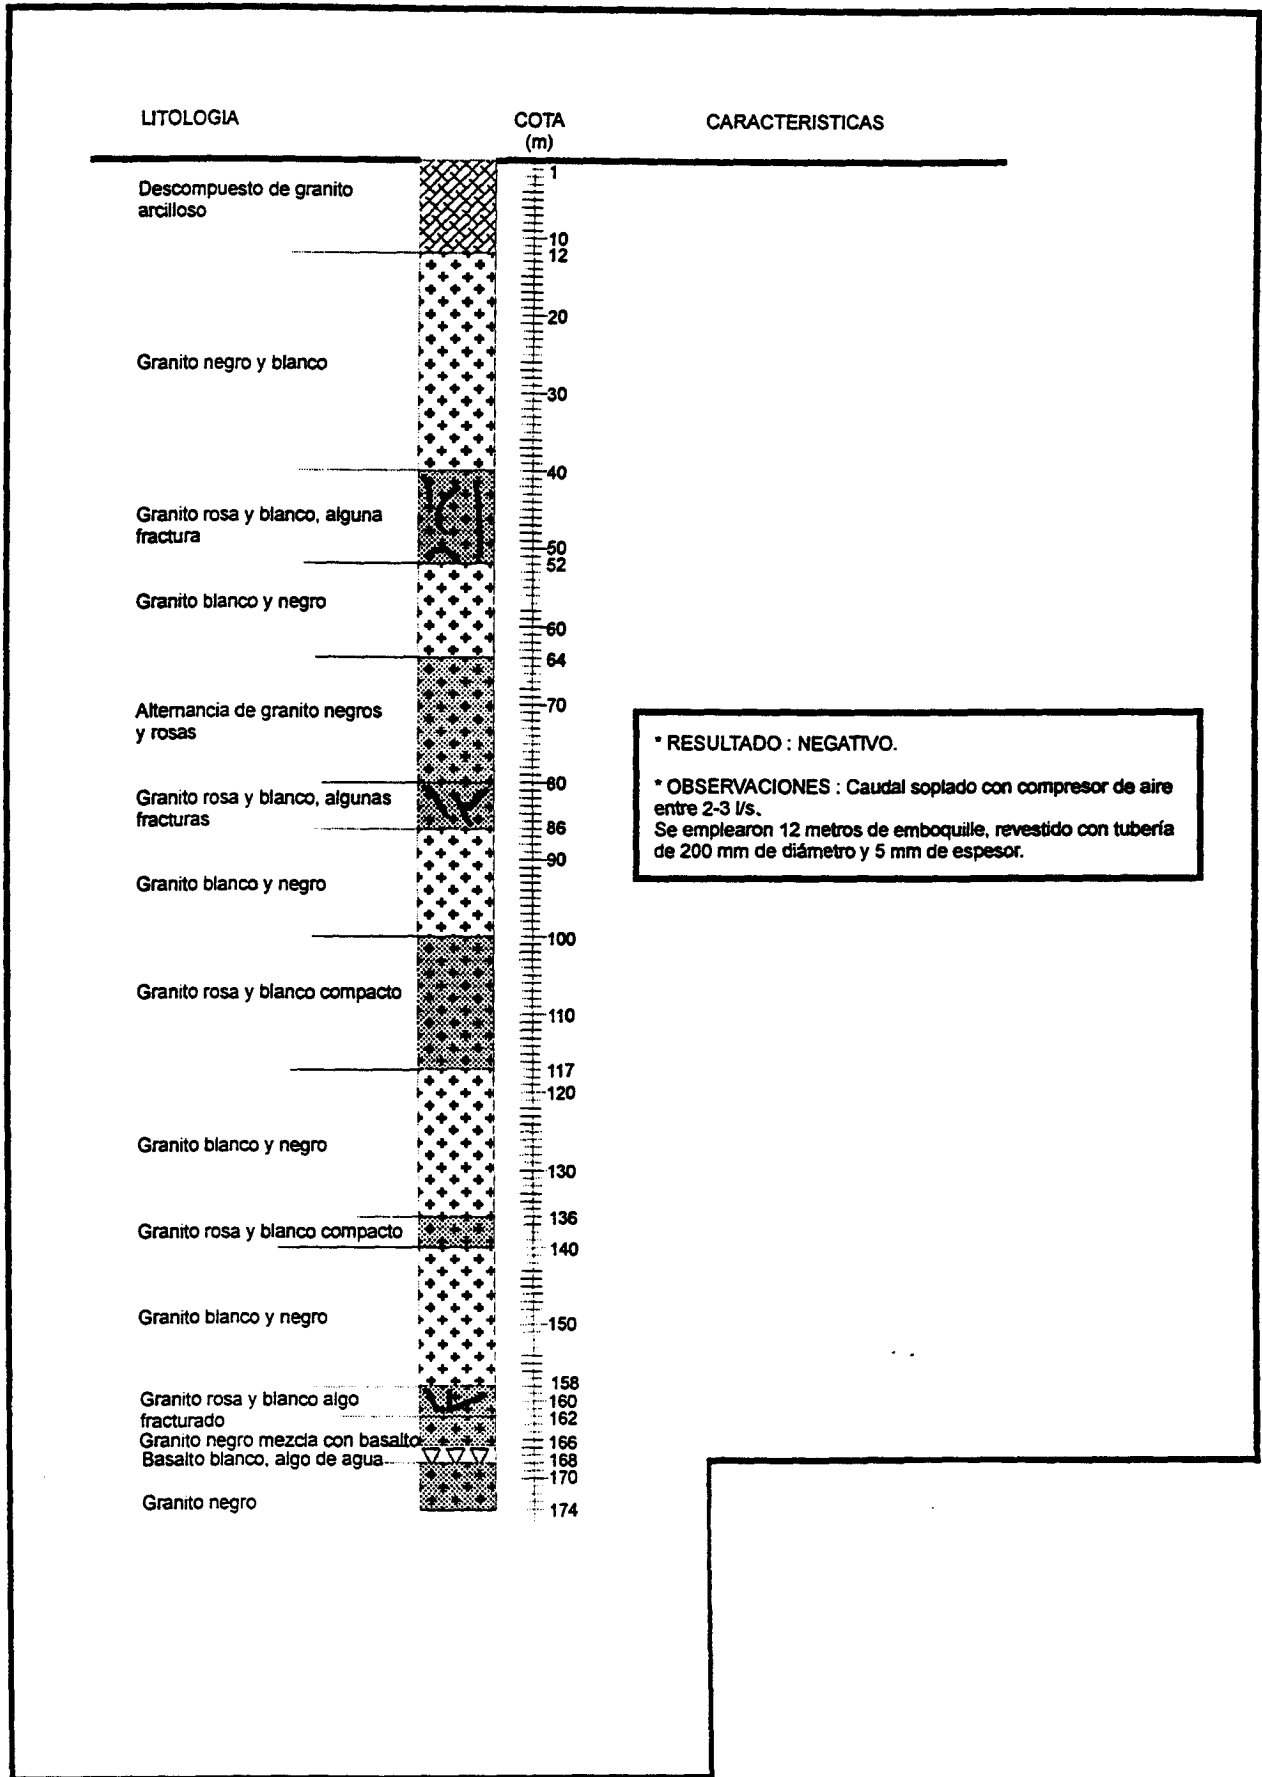 LITOLOGIA
COTA
(m)
CARACTERISTICAS
Descompuesto de granito
arcilloso
1
10
12
Granito negro y blanco
20
30
40
Granito rosa y blanco, alguna
fractura
50
52
Granito blanco y negro
60
64
Alternancia de granito negros
y rosas
70
80
Granito rosa y blanco, algunas
fracturas
86
90
Granito blanco y negro
100
Granito rosa y blanco compacto
110
117
120
Granito blanco y negro
130
136
Granito rosa y blanco compacto
140
Granito blanco y negro
150
158
Granito rosa y blanco algo
fracturado
160
162
Granito negro mezcla con basalto
166
Basalto blanco, algo de agua
168
170
Granito negro
174
* RESULTADO : NEGATIVO.
* OBSERVACIONES : Caudal soplado con compresor de aire
entre 2-3 l/s.
Se emplearon 12 metros de emboquille, revestido con tubería
de 200 mm de diámetro y 5 mm de espesor.